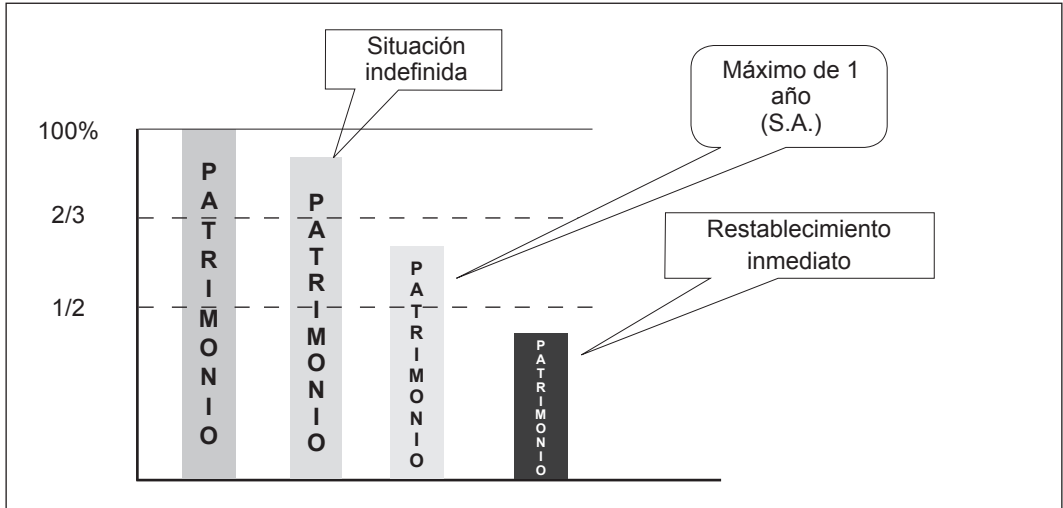 Situación
indefinida
Máximo de 1
año
(S.A.)
100%
2/3
Restablecimiento
inmediato
1/2
PATRIMONIO
PATRIMONIO
PATRIMONIO
PATRIMONIO